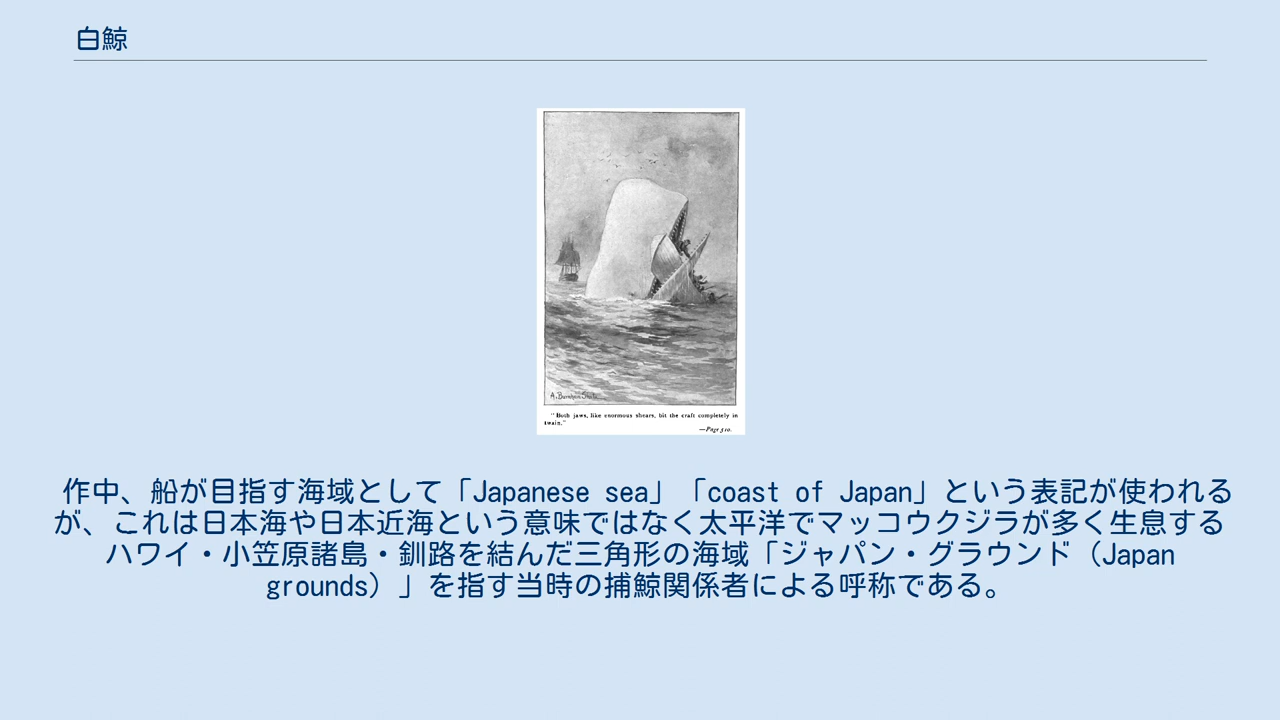 白鯨
A. Burnham Shute
"Both jaws, like enormous shears, bit the craft completely in
twain."
—Page 510.
作中、船が目指す海域として「Japanese sea」「coast of Japan」という表記が使われる
が、これは日本海や日本近海という意味ではなく太平洋でマッコウクジラが多く生息する
ハワイ・小笠原諸島・釧路を結んだ三角形の海域「ジャパン・グラウンド（Japan
grounds）」を指す当時の捕鯨関係者による呼称である。